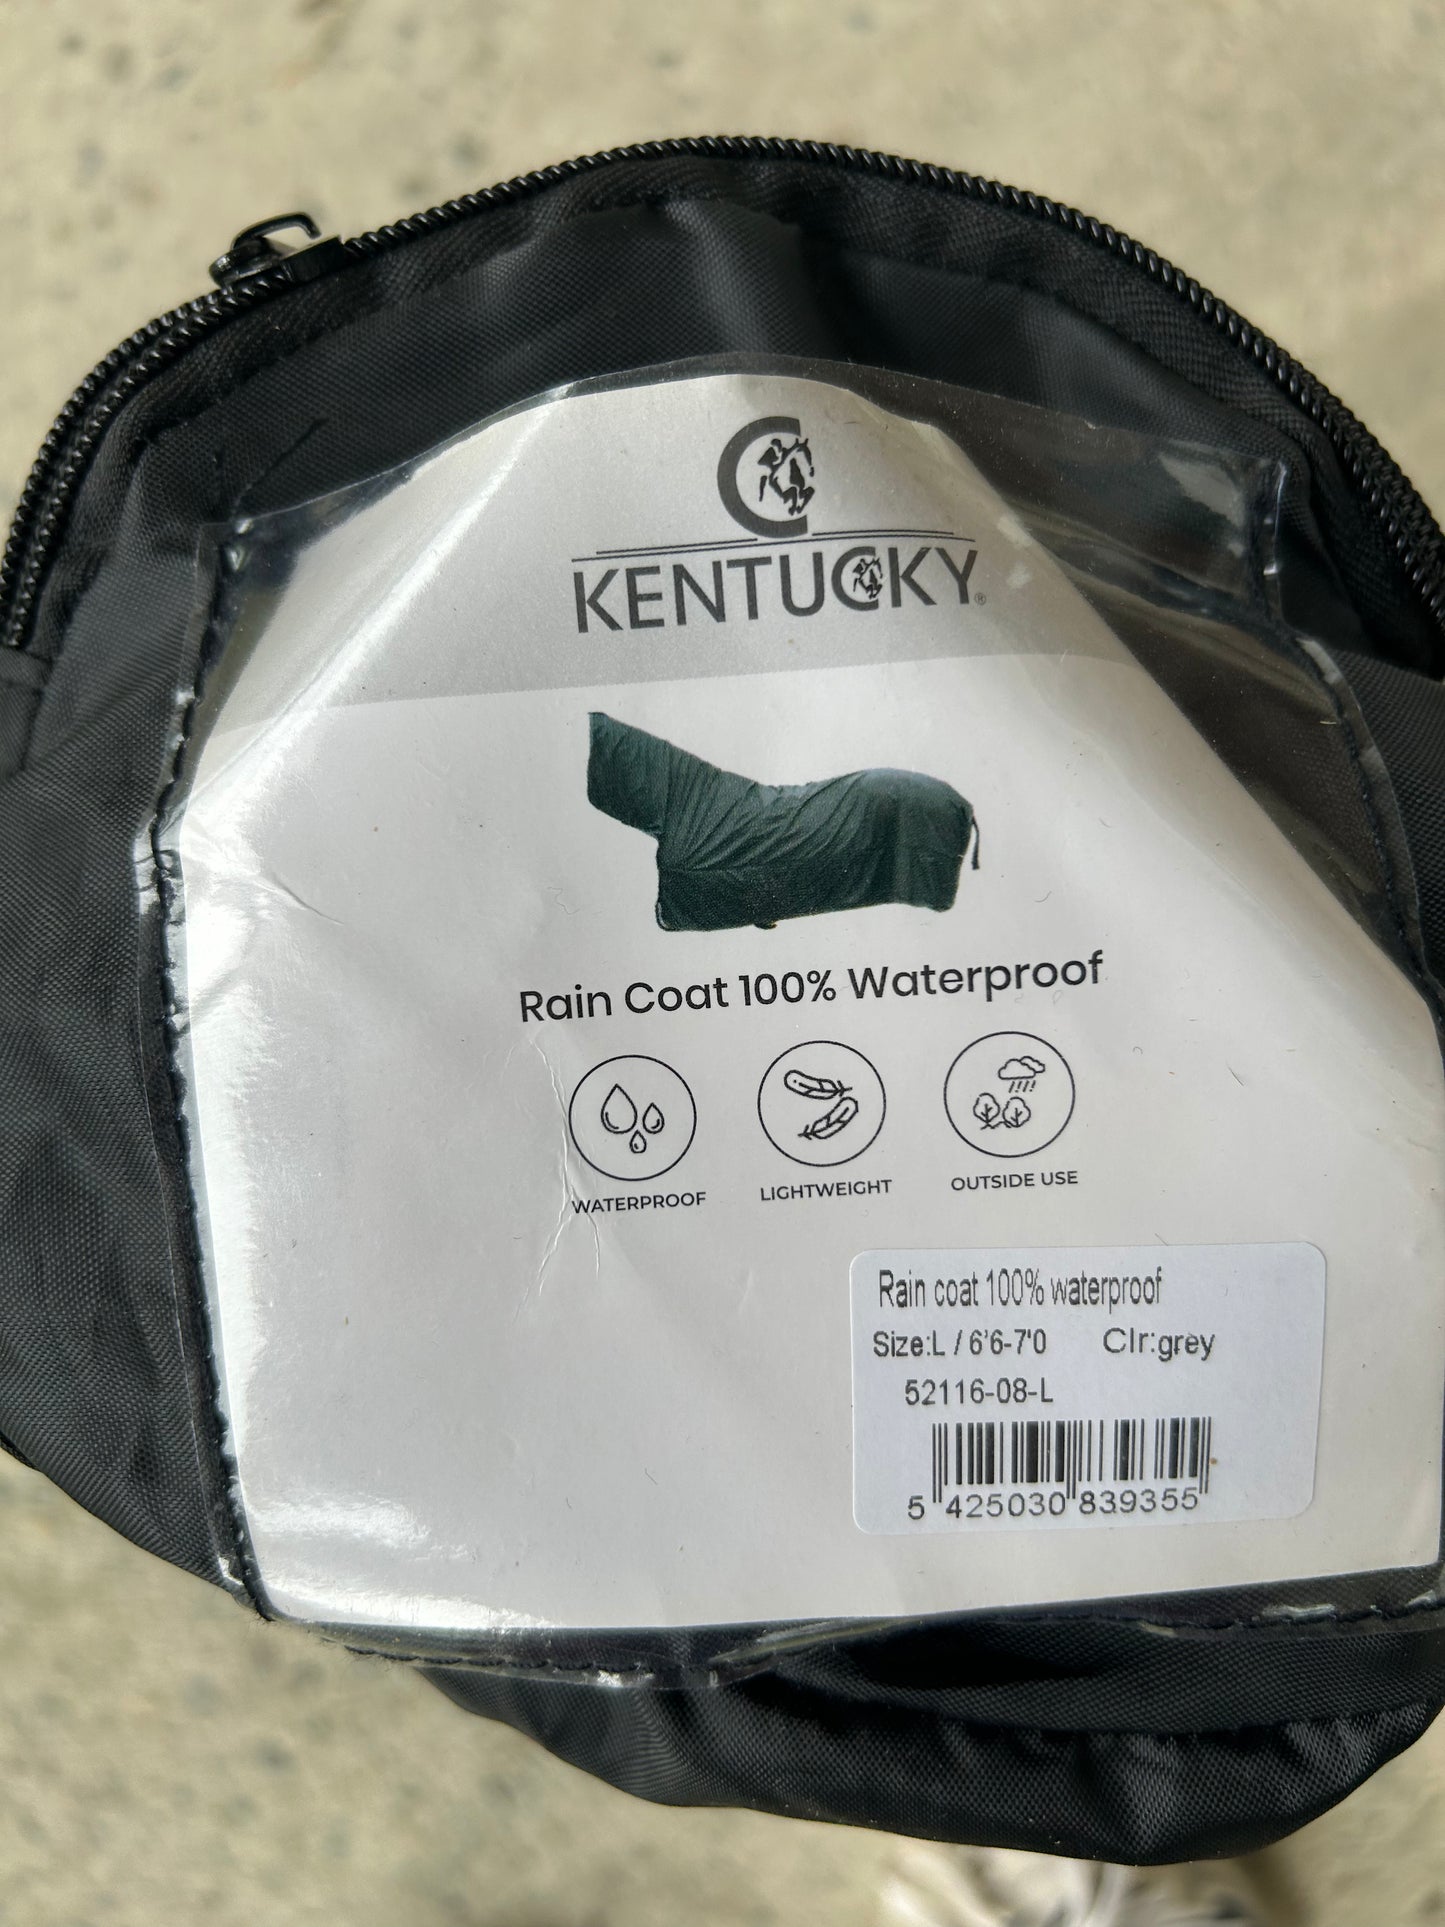 KENTUCKY®
Rain Coat 100% Waterproof
WATERPROOF LIGHTWEIGHT OUTSIDE USE
Rain coat 100% waterproof
Size:L / 6'6-7'0 Clr:grey
52116-08-L
5 425030 839355